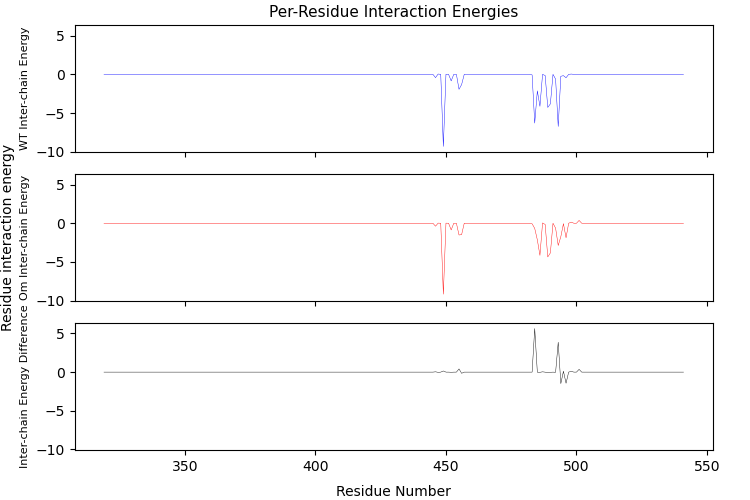 Per-Residue Interaction Energies
WT Inter-chain Energy
5
0
−5
−10
Residue interaction energy
Om Inter-chain Energy
5
0
−5
−10
Inter-chain Energy Difference
5
0
−5
−10
350
400
450
500
550
Residue Number